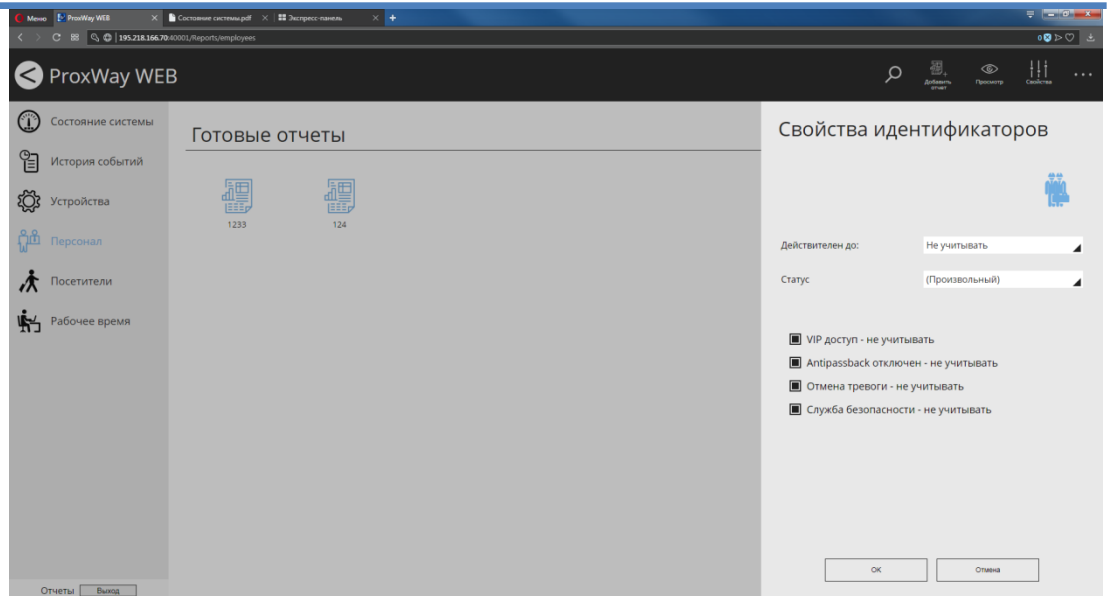 Меню
ProxWay WEB
Состояние системы.pdf
Экспресс-панель
195.218.166.70:40001/Reports/employees
0
ProxWay WEB
Добавить отчет
Просмотр
Свойства
Состояние системы
История событий
Устройства
Персонал
Посетители
Рабочее время
Готовые отчеты
1233
124
Свойства идентификаторов
Действителен до:
Не учитывать
Статус
(Произвольный)
VIP доступ - не учитывать
Antipassback отключен - не учитывать
Отмена тревоги - не учитывать
Служба безопасности - не учитывать
OK
Отмена
Отчеты
Выход